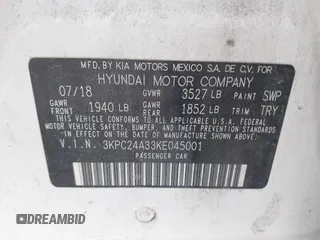 MFD.BY KIA MOTORS MEXICO S.A. DE C.V. FOR
HYUNDAI MOTOR COMPANY
07/18 GVWR 3527 LB PAINT SWP
GAWR 1940 LB GAWR 1852 LB TRIM TRY
THIS VEHICLE CONFORMS TO ALL APPLICABLE
U.S.A. FEDERAL MOTOR VEHICLE SAFETY, BUMPER, AND
THEFT PREVENTION STANDARDS IN EFFECT ON THE
DATE OF MANUFACTURE SHOWN ABOVE.
V.I.N. 3KPC24A33KE045001
PASSENGER CAR
DREAMBID